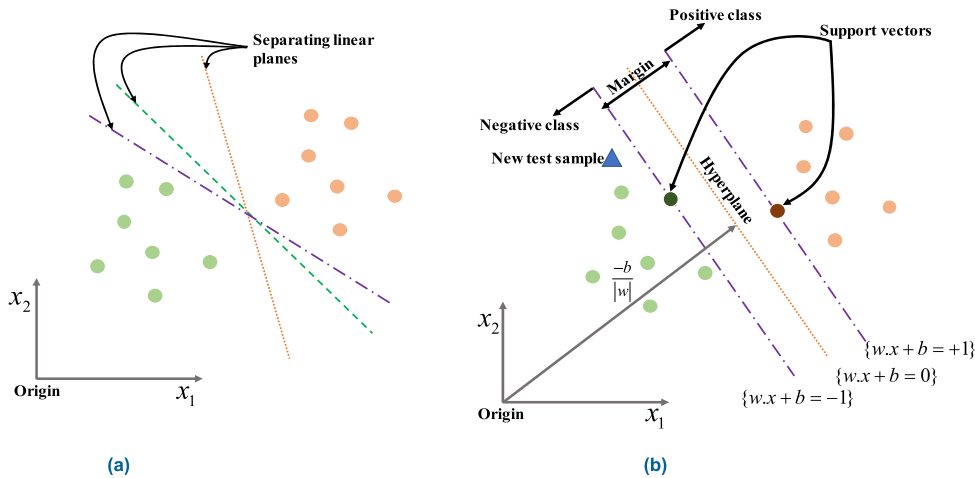 Separating linear
planes
x₂
Origin
x₁
(a)
Positive class
Support vectors
Margin
Negative class
New test sample
Hyperplane
-b
|w|
x₂
{w.x + b = +1}
{w.x + b = 0}
{w.x + b = −1}
Origin
x₁
(b)